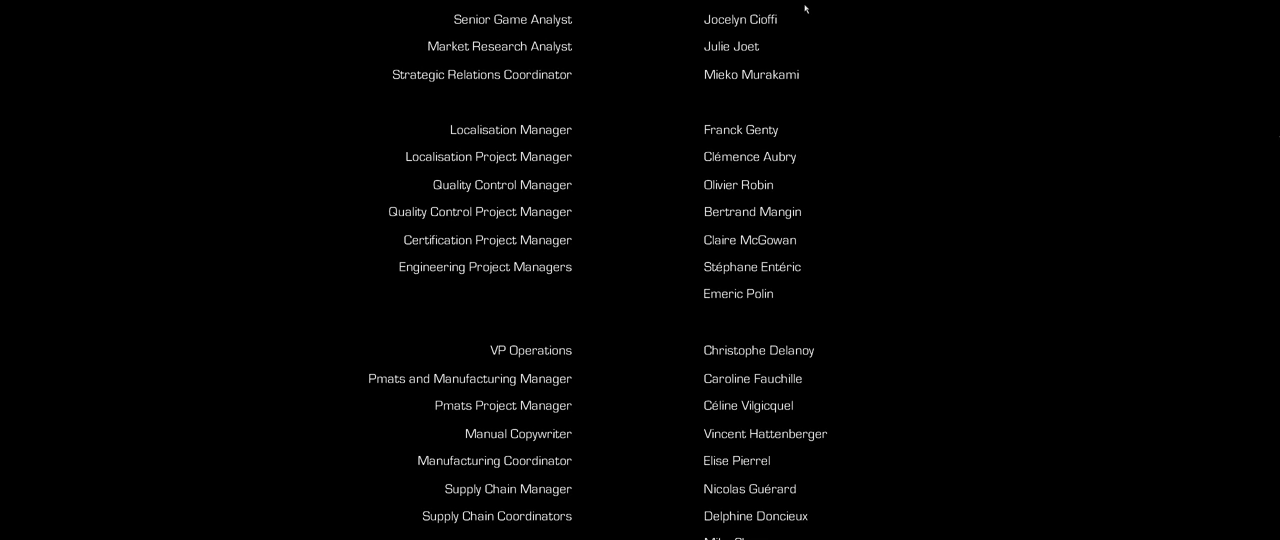 Senior Game Analyst Jocelyn Cioffi
Market Research Analyst Julie Joet
Strategic Relations Coordinator Mieko Murakami
Localisation Manager Franck Genty
Localisation Project Manager Clémence Aubry
Quality Control Manager Olivier Robin
Quality Control Project Manager Bertrand Mangin
Certification Project Manager Claire McGowan
Engineering Project Managers Stéphane Entéric
Emeric Polin
VP Operations Christophe Delanoy
Pmats and Manufacturing Manager Caroline Fauchille
Pmats Project Manager Céline Vilgicquel
Manual Copywriter Vincent Hattenberger
Manufacturing Coordinator Elise Pierrel
Supply Chain Manager Nicolas Guérard
Supply Chain Coordinators Delphine Doncieux